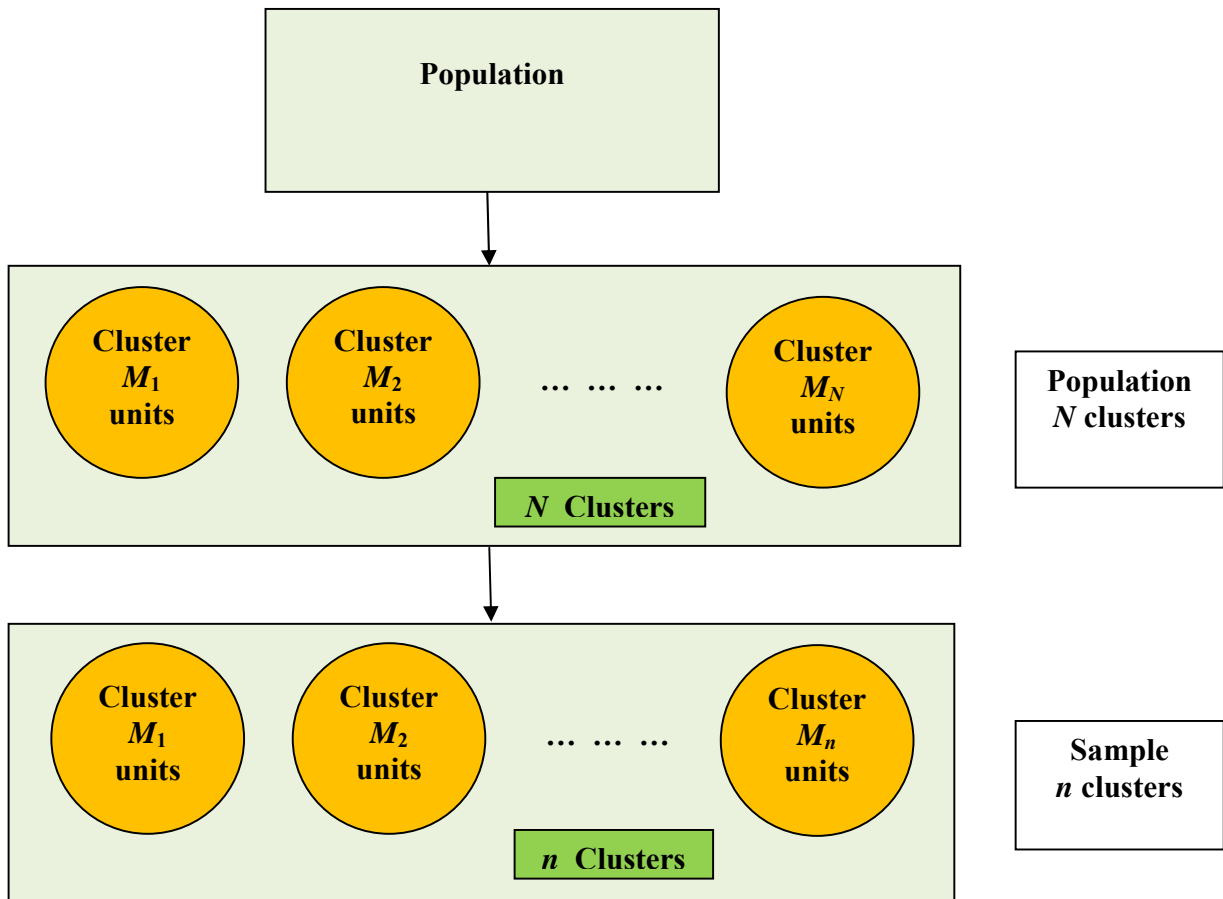 Population
Cluster
M₁
units
Cluster
M₂
units
... ... ...
Cluster
M_N
units
N Clusters
Population
N clusters
Cluster
M₁
units
Cluster
M₂
units
... ... ...
Cluster
Mₙ
units
n Clusters
Sample
n clusters